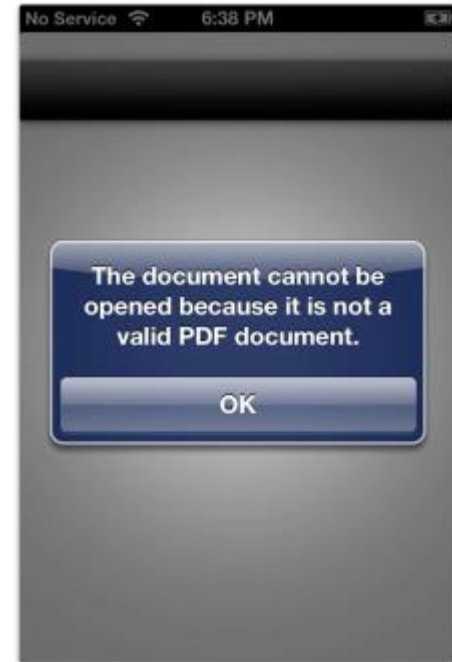 No Service 6:38 PM
The document cannot be
opened because it is not a
valid PDF document.
OK